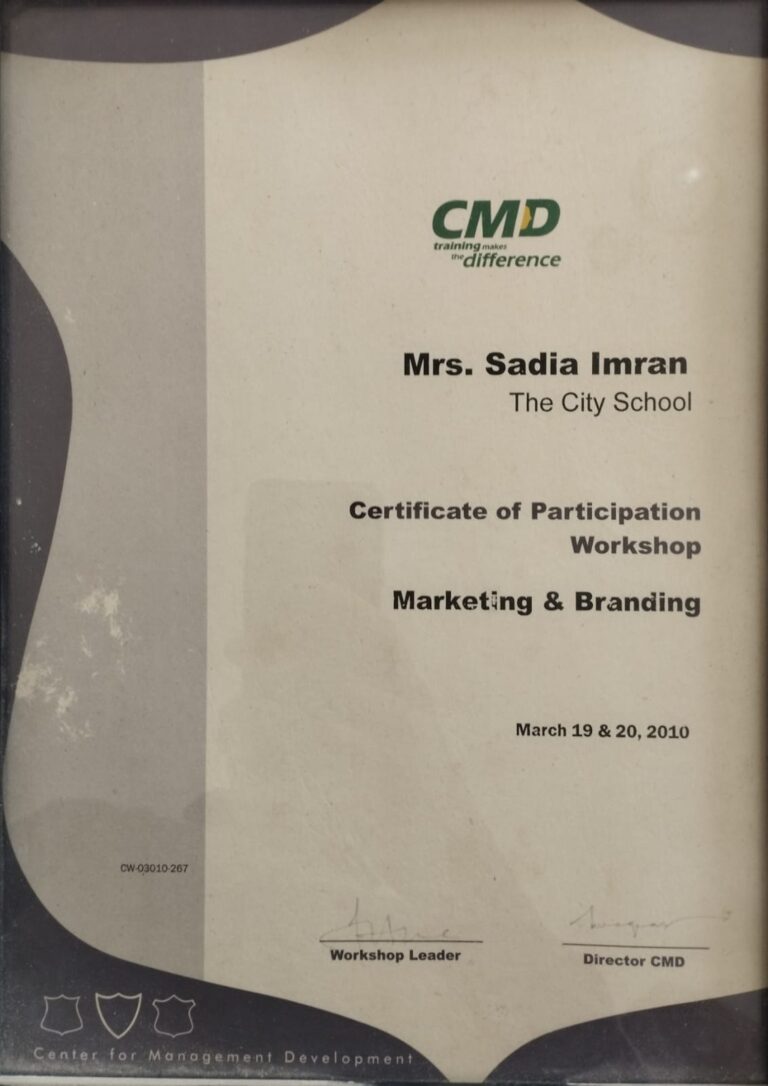 CMD
training makes
the difference
Mrs. Sadia Imran
The City School
Certificate of Participation
Workshop
Marketing & Branding
March 19 & 20, 2010
CW-03010-267
Workshop Leader
Director CMD
Center for Management Development